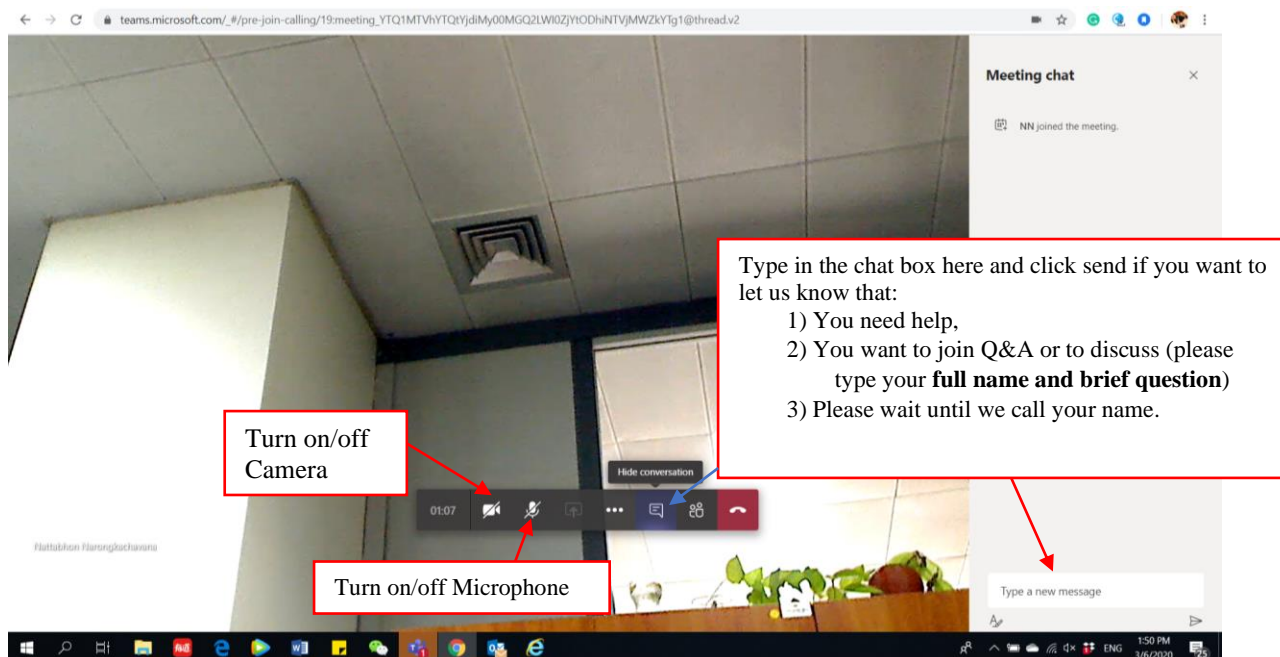 teams.microsoft.com/_#/pre-join-calling/19:meeting_YTQ1MTVhYTQtYjdiMy00MGQ2LWI0ZjYtODhiNTVjMWZkYTg1@thread.v2
Meeting chat
NN joined the meeting.
Type in the chat box here and click send if you want to
let us know that:
1) You need help,
2) You want to join Q&A or to discuss (please
type your full name and brief question)
3) Please wait until we call your name.
Turn on/off
Camera
Hide conversation
01:07
Nattabhon Narongkachavana
Turn on/off Microphone
Type a new message
ENG
1:50 PM
3/6/2020
25